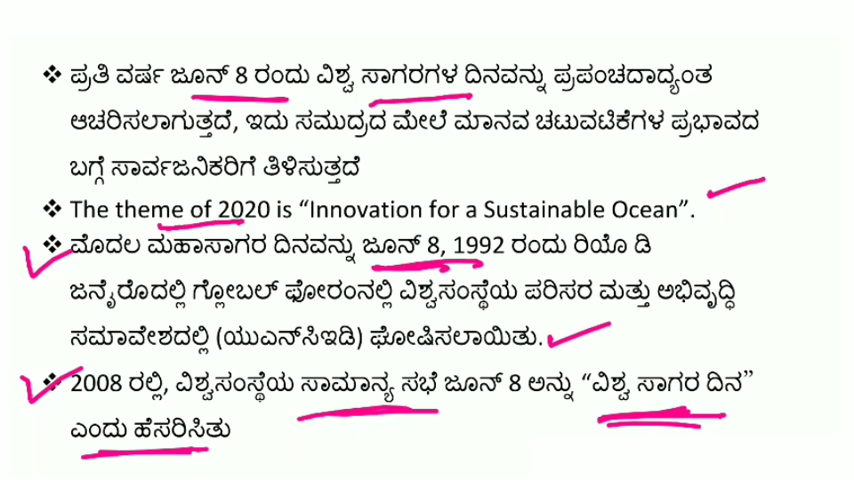 ❖ ಪ್ರತಿ ವರ್ಷ ಜೂನ್ 8 ರಂದು ವಿಶ್ವ ಸಾಗರಗಳ ದಿನವನ್ನು ಪ್ರಪಂಚದಾದ್ಯಂತ
ಆಚರಿಸಲಾಗುತ್ತದೆ, ಇದು ಸಮುದ್ರದ ಮೇಲೆ ಮಾನವ ಚಟುವಟಿಕೆಗಳ ಪ್ರಭಾವದ
ಬಗ್ಗೆ ಸಾರ್ವಜನಿಕರಿಗೆ ತಿಳಿಸುತ್ತದೆ
❖ The theme of 2020 is “Innovation for a Sustainable Ocean”.
❖ ಮೊದಲ ಮಹಾಸಾಗರ ದಿನವನ್ನು ಜೂನ್ 8, 1992 ರಂದು ರಿಯೊ ಡಿ
ಜನೈರೊದಲ್ಲಿ ಗ್ಲೋಬಲ್ ಫೋರಂನಲ್ಲಿ ವಿಶ್ವಸಂಸ್ಥೆಯ ಪರಿಸರ ಮತ್ತು ಅಭಿವೃದ್ಧಿ
ಸಮಾವೇಶದಲ್ಲಿ (ಯುಎನ್‌ಸಿಇಡಿ) ಘೋಷಿಸಲಾಯಿತು.
❖ 2008 ರಲ್ಲಿ, ವಿಶ್ವಸಂಸ್ಥೆಯ ಸಾಮಾನ್ಯ ಸಭೆ ಜೂನ್ 8 ಅನ್ನು “ವಿಶ್ವ ಸಾಗರ ದಿನ”
ಎಂದು ಹೆಸರಿಸಿತು